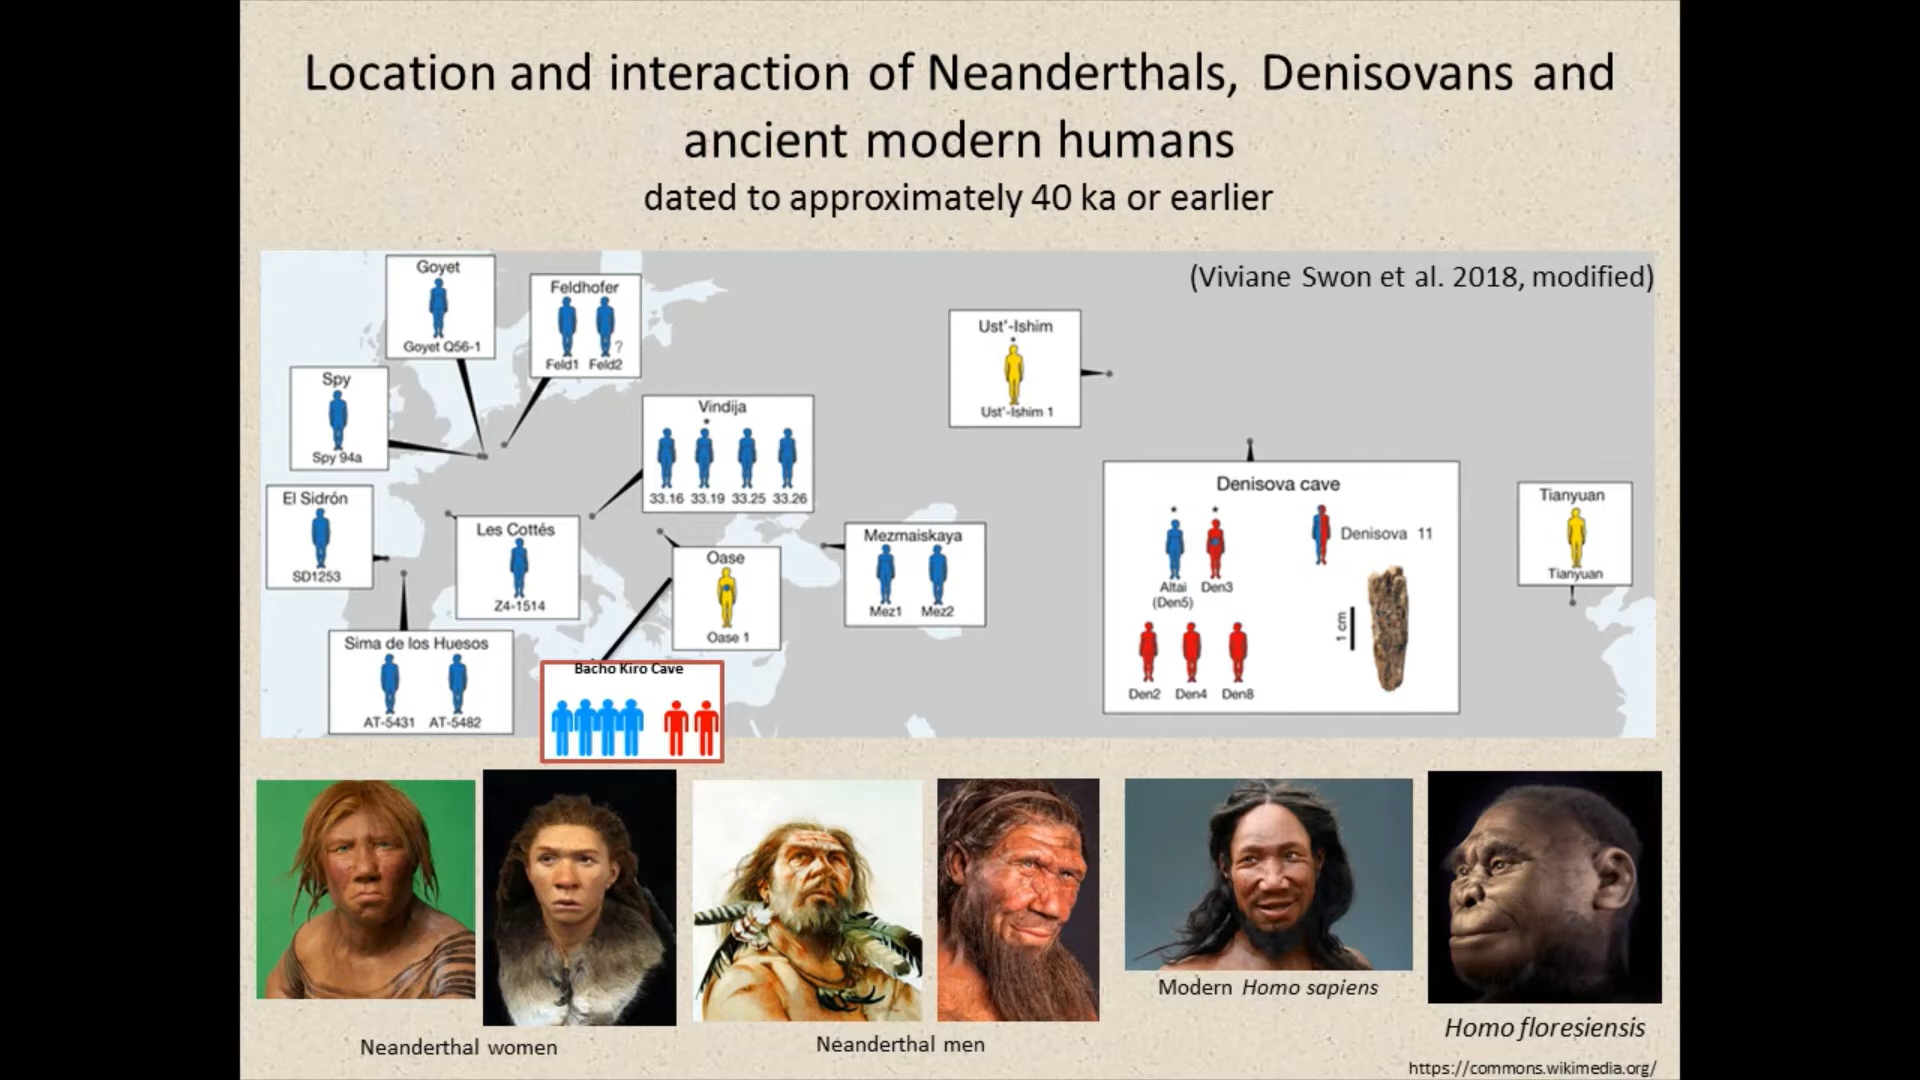 Location and interaction of Neanderthals, Denisovans and
ancient modern humans
dated to approximately 40 ka or earlier
(Viviane Swon et al. 2018, modified)
Goyet
Goyet Q56-1
Feldhofer
?
Feld1 Feld2
Spy
Spy 94a
Vindija
*
33.16 33.19 33.25 33.26
Ust'-Ishim
*
Ust'-Ishim 1
El Sidrón
SD1253
Les Cottés
Z4-1514
Oase
Oase 1
Mezmaiskaya
Mez1 Mez2
Denisova cave
* *
Denisova 11
Altai
(Den5)
Den3
1 cm
Den2 Den4 Den8
Tianyuan
Tianyuan
Sima de los Huesos
AT-5431 AT-5482
Bacho Kiro Cave
Neanderthal women
Neanderthal men
Modern Homo sapiens
Homo floresiensis
https://commons.wikimedia.org/